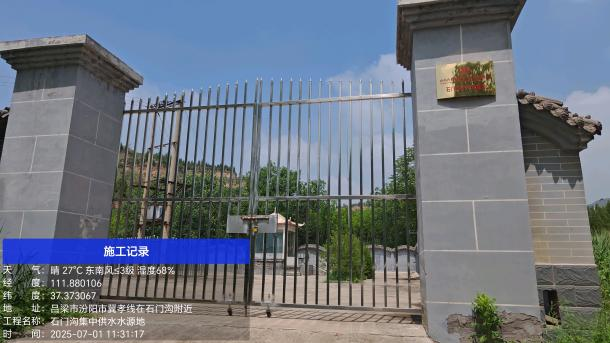 施工记录
天　　气：晴 27℃ 东南风≤3级 湿度68%
经　　度：111.880106
纬　　度：37.373067
地　　址：吕梁市汾阳市冀孝线在石门沟附近
工程名称：石门沟集中供水水源地
时　　间：2025-07-01 11:31:17